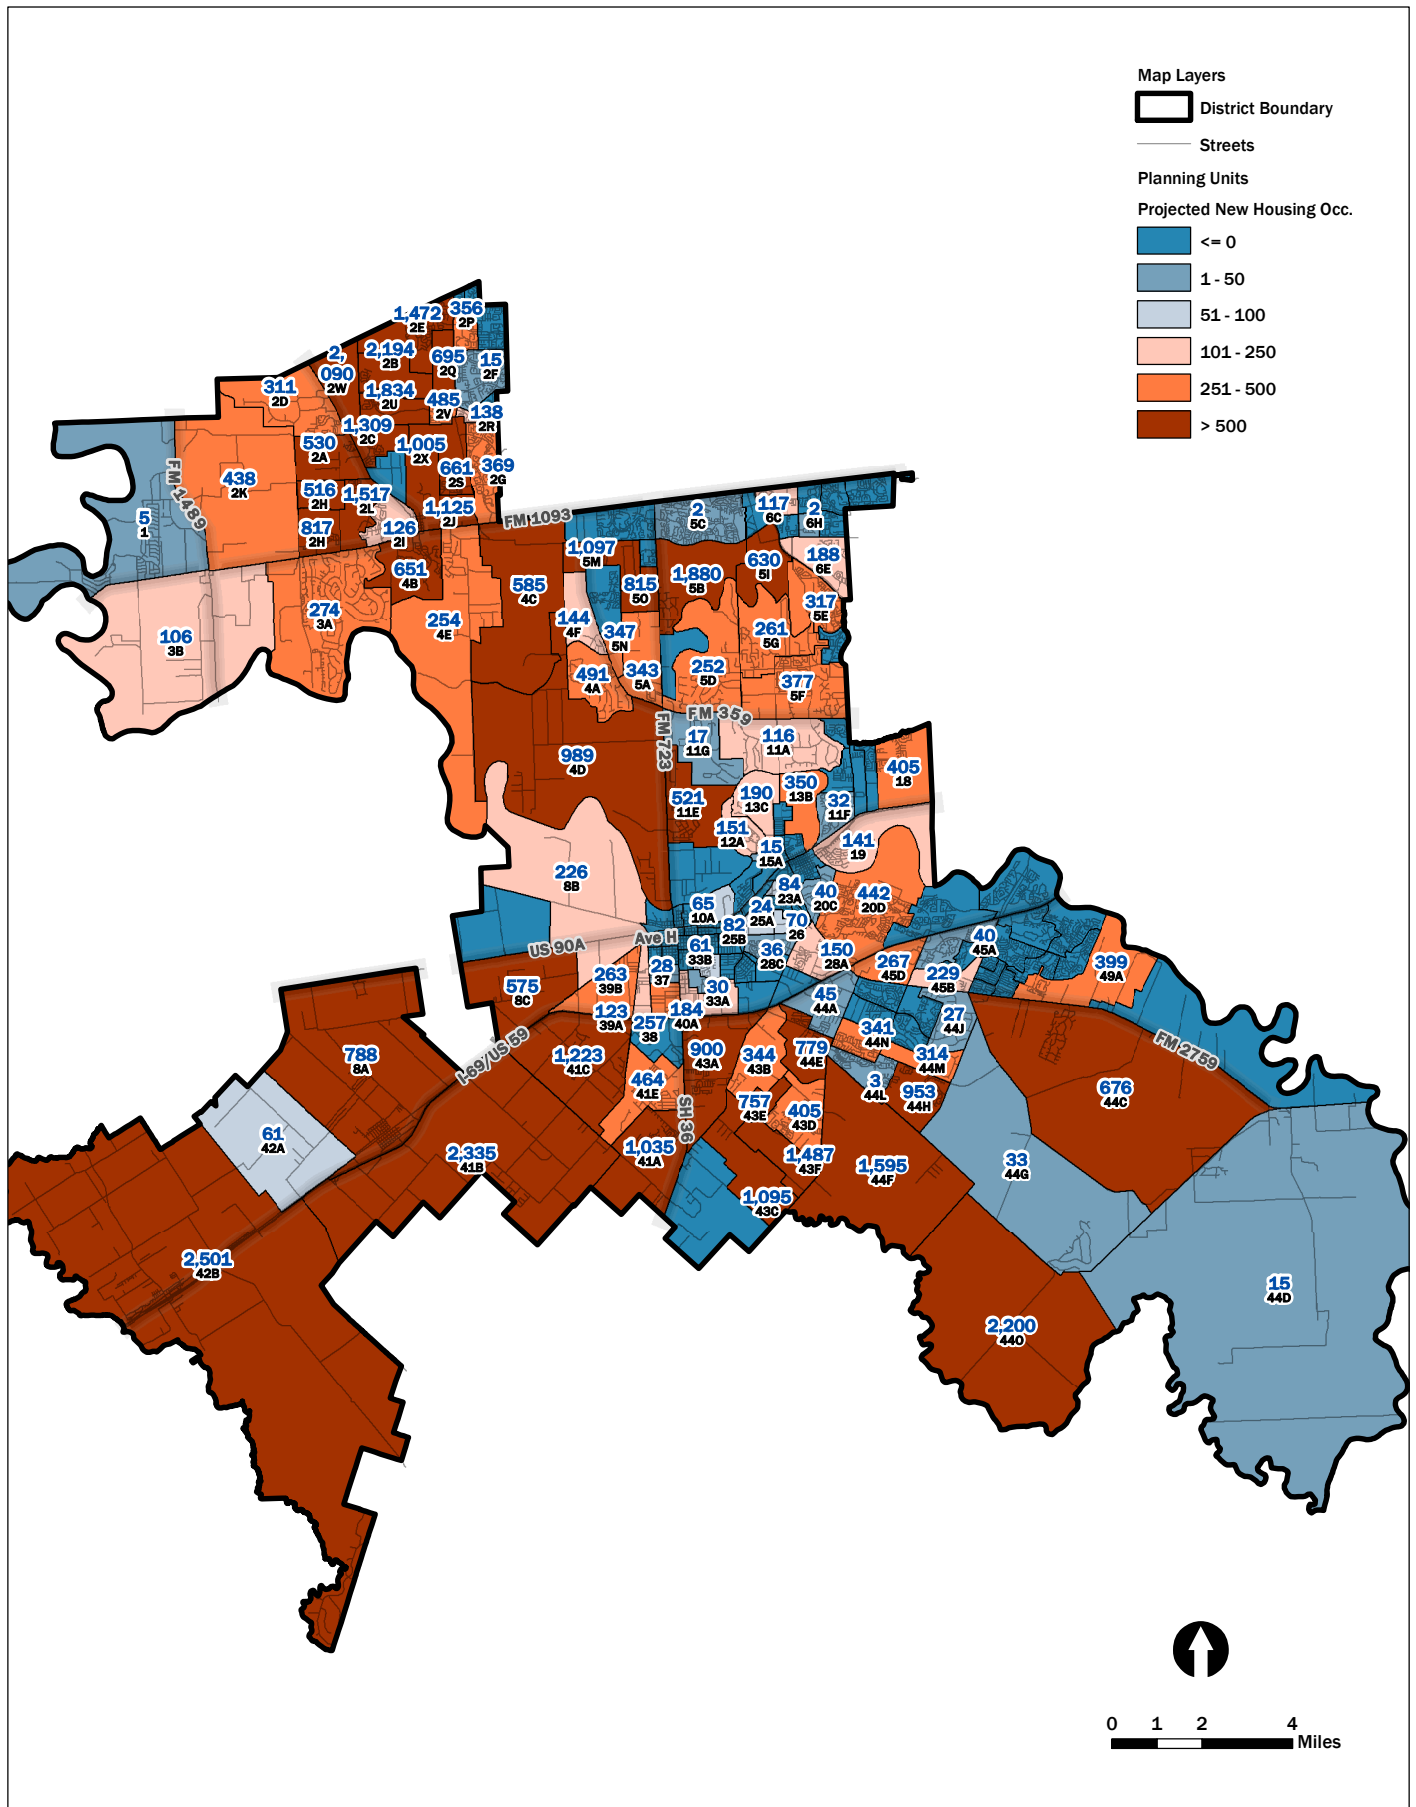 Map Layers
District Boundary
Streets
Planning Units
Projected New Housing Occ.
<= 0
1 - 50
51 - 100
101 - 250
251 - 500
> 500
1,472
2E
356
2P
2,
090
2W
2,194
2B
695
2Q
15
2F
311
2D
1,834
2U
485
2V
138
2R
1,309
2C
530
2A
1,005
2X
661
2S
369
2G
438
2K
516
2H
1,517
2L
1,125
2J
817
2H
126
2I
5
1
FM 1489
FM 1093
2
5C
117
6C
2
6H
1,097
5M
188
6E
651
4B
585
4C
815
5O
1,880
5B
630
5I
317
5E
274
3A
254
4E
144
4F
347
5N
261
5G
106
3B
491
4A
343
5A
252
5D
377
5F
FM 359
FM 723
17
11G
116
11A
989
4D
405
18
521
11E
190
13C
350
13B
32
11F
151
12A
15
15A
141
19
226
8B
84
23A
40
20C
442
20D
65
10A
24
25A
70
26
82
25B
US 90A
Ave H
61
33B
36
28C
150
28A
40
45A
267
45D
229
45B
399
49A
575
8C
263
39B
28
37
30
33A
45
44A
27
44J
123
39A
257
38
184
40A
341
44N
314
44M
FM 2759
I-69/US 59
788
8A
1,223
41C
900
43A
344
43B
779
44E
3
44L
953
44H
676
44C
464
41E
SH 36
757
43E
405
43D
61
42A
2,335
41B
1,035
41A
1,487
43F
1,595
44F
33
44G
1,095
43C
2,501
42B
15
44D
2,200
44O
0 1 2 4
Miles